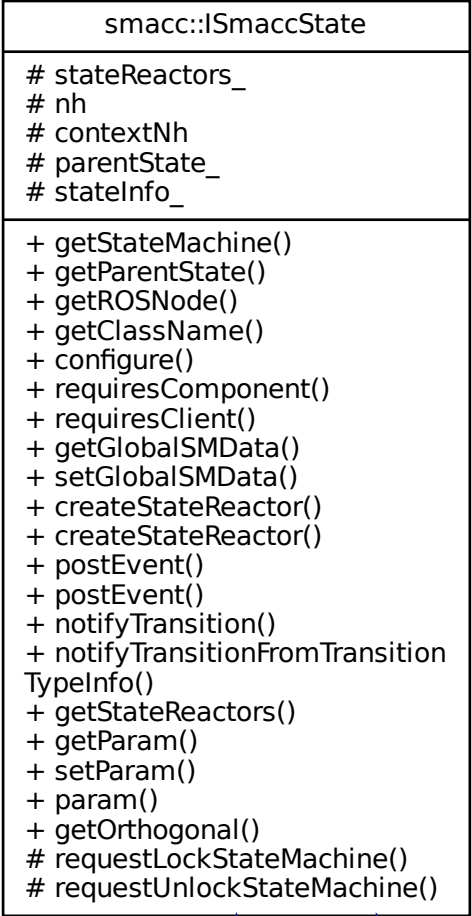 smacc::ISmaccState
# stateReactors_
# nh
# contextNh
# parentState_
# stateInfo_
+ getStateMachine()
+ getParentState()
+ getROSNode()
+ getClassName()
+ configure()
+ requiresComponent()
+ requiresClient()
+ getGlobalSMData()
+ setGlobalSMData()
+ createStateReactor()
+ createStateReactor()
+ postEvent()
+ postEvent()
+ notifyTransition()
+ notifyTransitionFromTransition
TypeInfo()
+ getStateReactors()
+ getParam()
+ setParam()
+ param()
+ getOrthogonal()
# requestLockStateMachine()
# requestUnlockStateMachine()